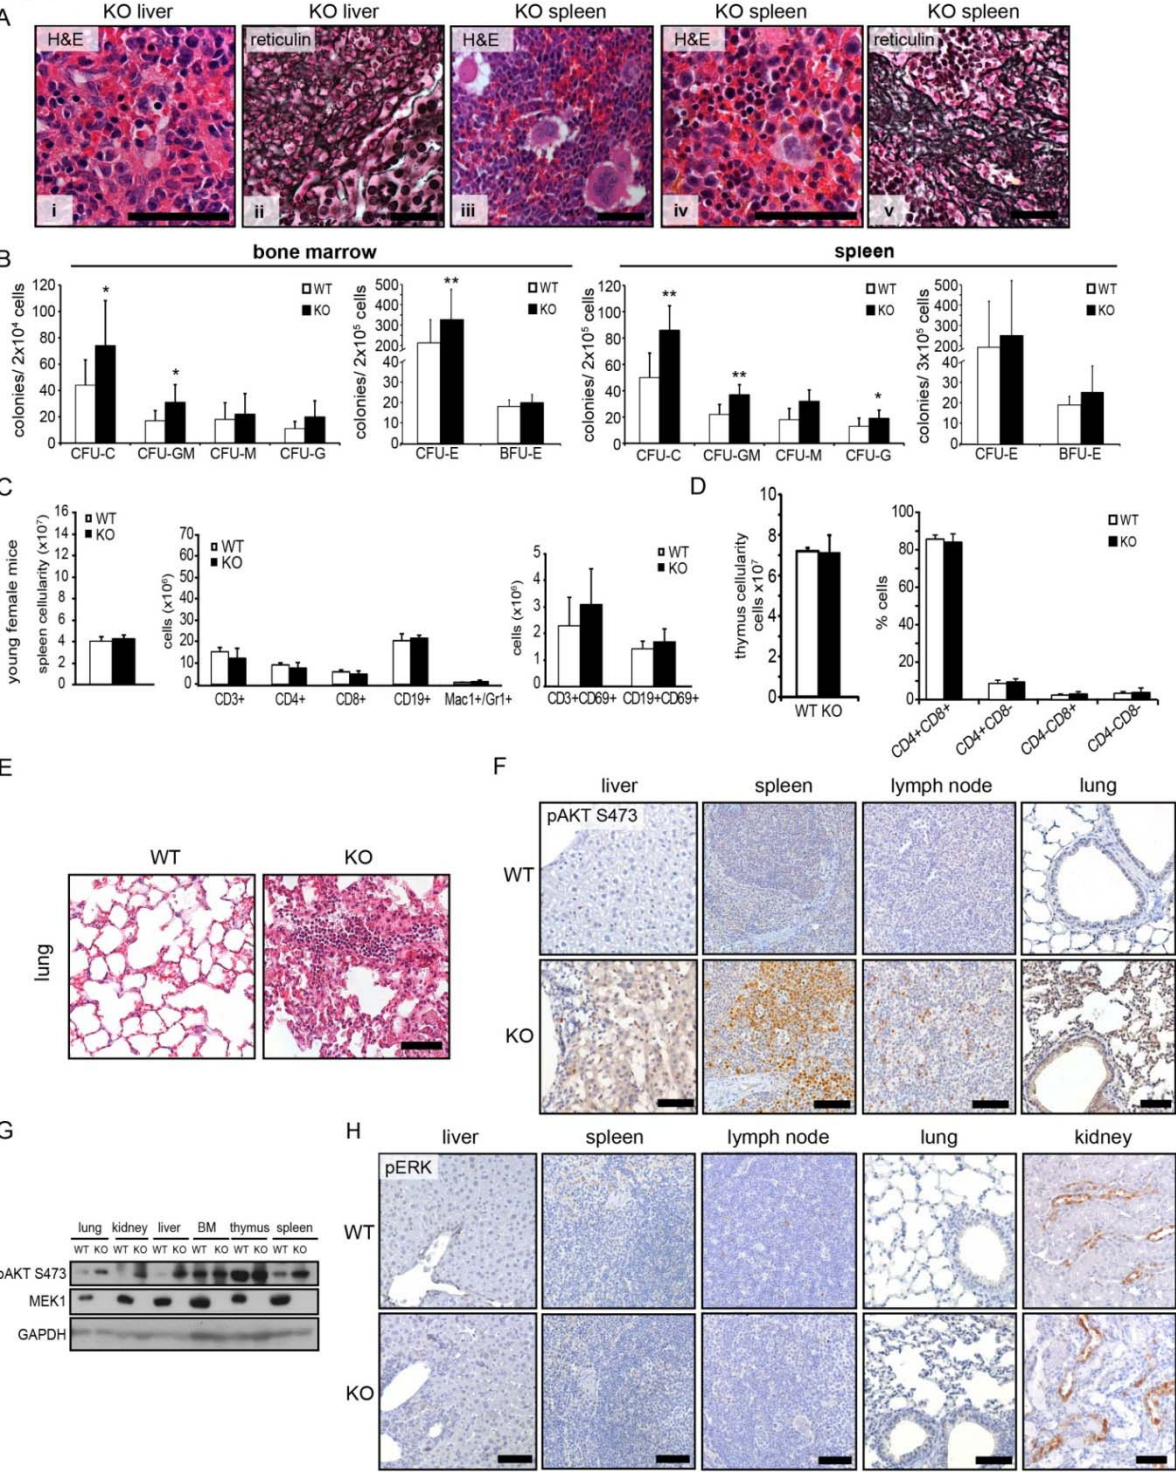 A
KO liver KO liver KO spleen KO spleen KO spleen
H&E reticulin H&E H&E reticulin
i ii iii iv v
B
bone marrow spleen
colonies/ 2x10⁴ cells
120
100
80
60
40
20
0
* *
WT
KO
CFU-C CFU-GM CFU-M CFU-G
colonies/ 2x10⁵ cells
500
400
300
200
40
30
20
10
0
**
WT
KO
CFU-E BFU-E
colonies/ 2x10⁵ cells
120
100
80
60
40
20
0
** ** *
WT
KO
CFU-C CFU-GM CFU-M CFU-G
colonies/ 3x10⁵ cells
500
400
300
200
40
30
20
10
0
WT
KO
CFU-E BFU-E
C
young female mice
spleen cellularity (x10⁷)
16
14
12
10
8
6
4
2
0
WT
KO
cells (x10⁶)
70
60
50
40
30
20
10
0
WT
KO
CD3+ CD4+ CD8+ CD19+ Mac1+/Gr1+
cells (x10⁶)
5
4
3
2
1
0
WT
KO
CD3+CD69+ CD19+CD69+
D
thymus cellularity
cells x10⁷
10
8
6
4
2
0
WT KO
% cells
100
80
60
40
20
0
WT
KO
CD4+CD8+ CD4+CD8- CD4-CD8+ CD4-CD8-
E
WT KO
lung
F
liver spleen lymph node lung
pAKT S473
WT
KO
G
lung kidney liver BM thymus spleen
WT KO WT KO WT KO WT KO WT KO WT KO
pAKT S473
MEK1
GAPDH
H
liver spleen lymph node lung kidney
pERK
WT
KO